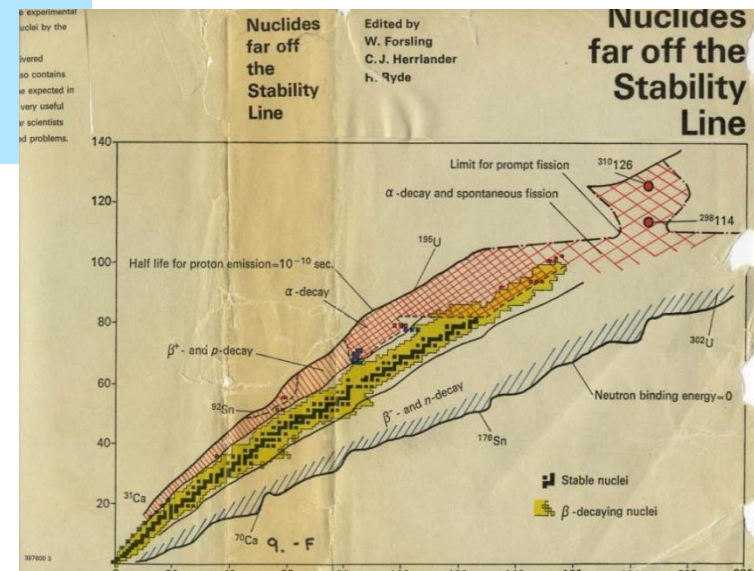 e experimental
uclei by the
ivered
so contains
e expected in
very useful
r scientists
d problems.
Nuclides
far off
the
Stability
Line
Edited by
W. Forsling
C.J. Herrlander
H. Ryde
Nuclides
far off the
Stability
Line
140
120
100
80
60
40
20
Limit for prompt fission
α-decay and spontaneous fission
³¹⁰126
²⁹⁸114
¹⁹⁵U
Half life for proton emission=10⁻¹⁰ sec.
α-decay
β⁺- and p-decay
⁹²Sn
³¹Ca
³⁰²U
Neutron binding energy=0
β⁻- and n-decay
¹⁷⁶Sn
⁷⁰Ca
Stable nuclei
β-decaying nuclei
9. - F